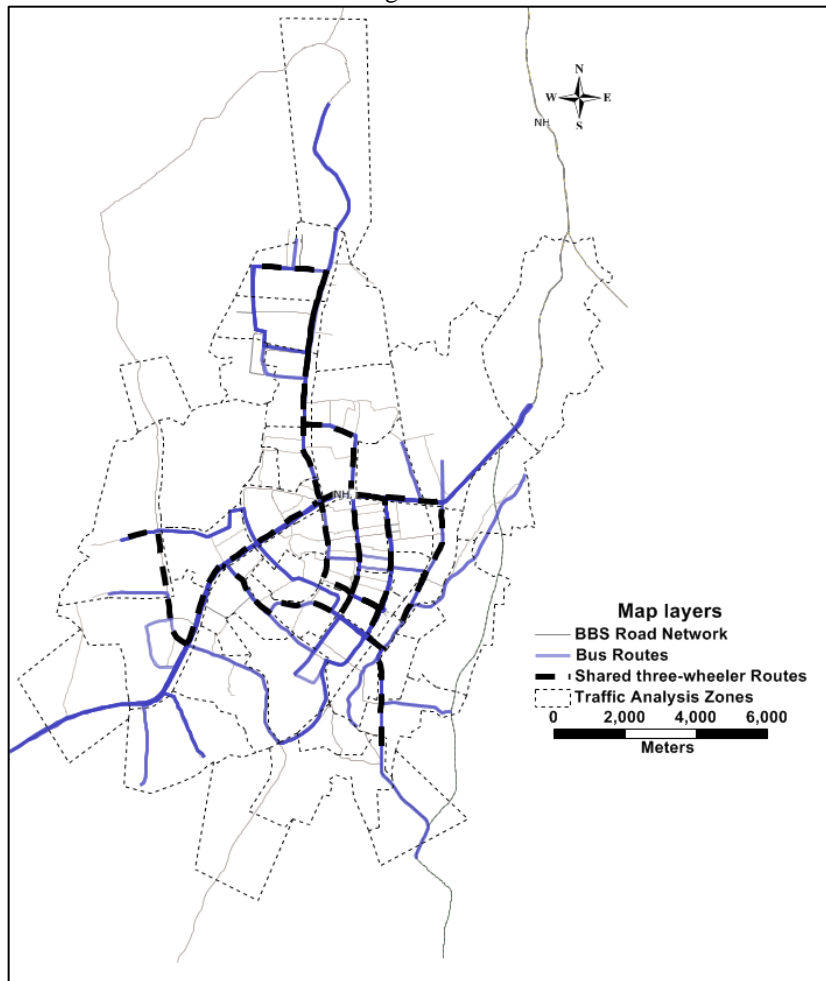 N
W E
S
NH
NH
Map layers
BBS Road Network
Bus Routes
Shared three-wheeler Routes
Traffic Analysis Zones
0 2,000 4,000 6,000
Meters